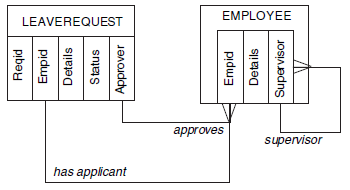 LEAVEREQUEST
Reqid
Empid
Details
Status
Approver
EMPLOYEE
Empid
Details
Supervisor
approves
supervisor
has applicant